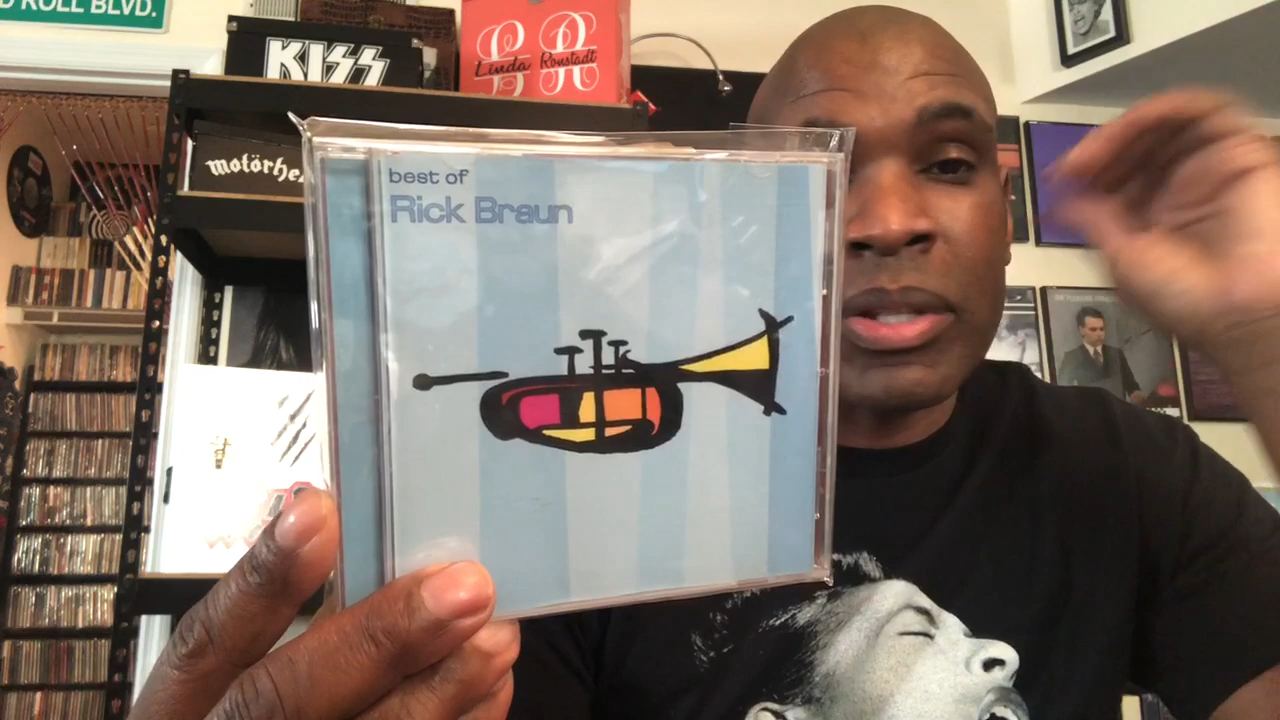 D ROLL BLVD.
KISS
Linda Ronstadt
motörhe
best of
Rick Braun